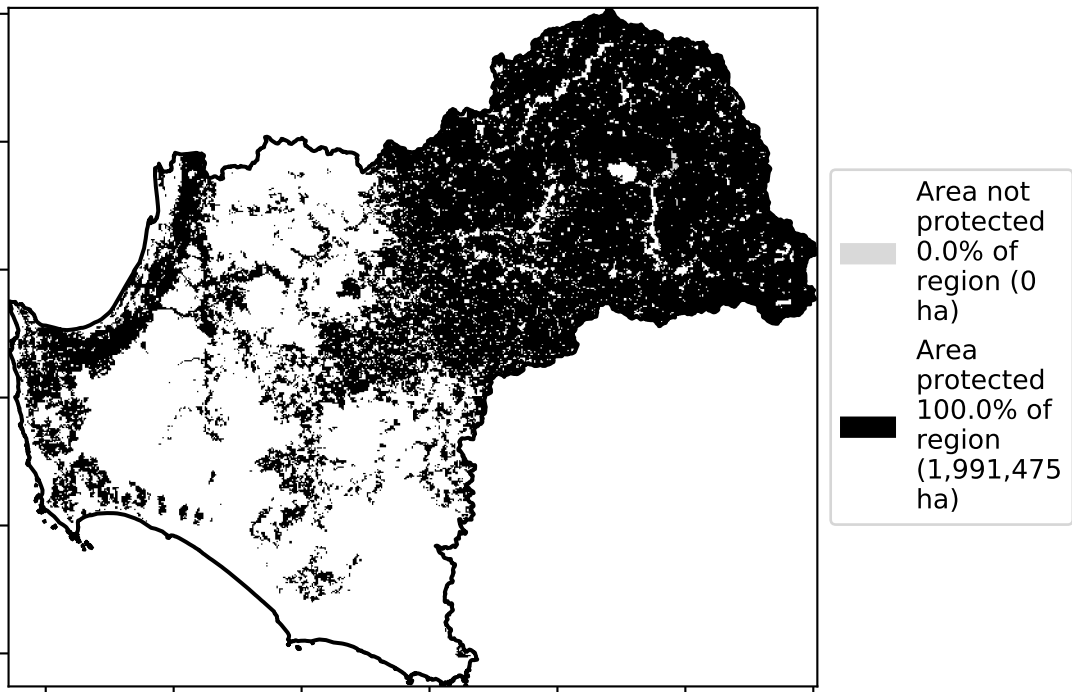 Area not
protected
0.0% of
region (0
ha)
Area
protected
100.0% of
region
(1,991,475
ha)